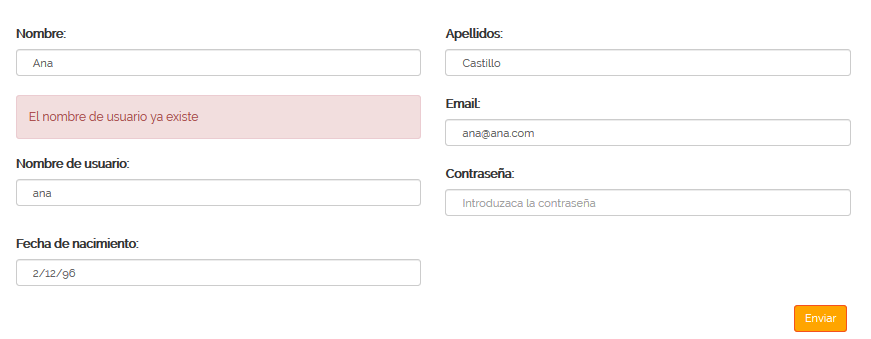 Nombre:
Ana
El nombre de usuario ya existe
Nombre de usuario:
ana
Fecha de nacimiento:
2/12/96
Apellidos:
Castillo
Email:
ana@ana.com
Contraseña:
Introduzaca la contraseña
Enviar